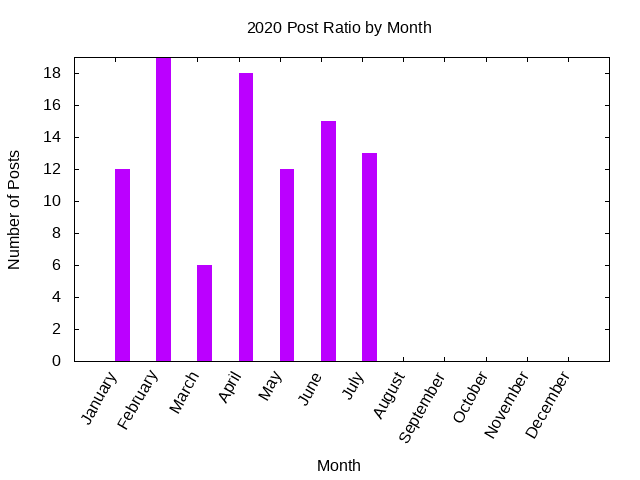 2020 Post Ratio by Month
18
16
14
12
10
8
6
4
2
0
Number of Posts
January
February
March
April
May
June
July
August
September
October
November
December
Month